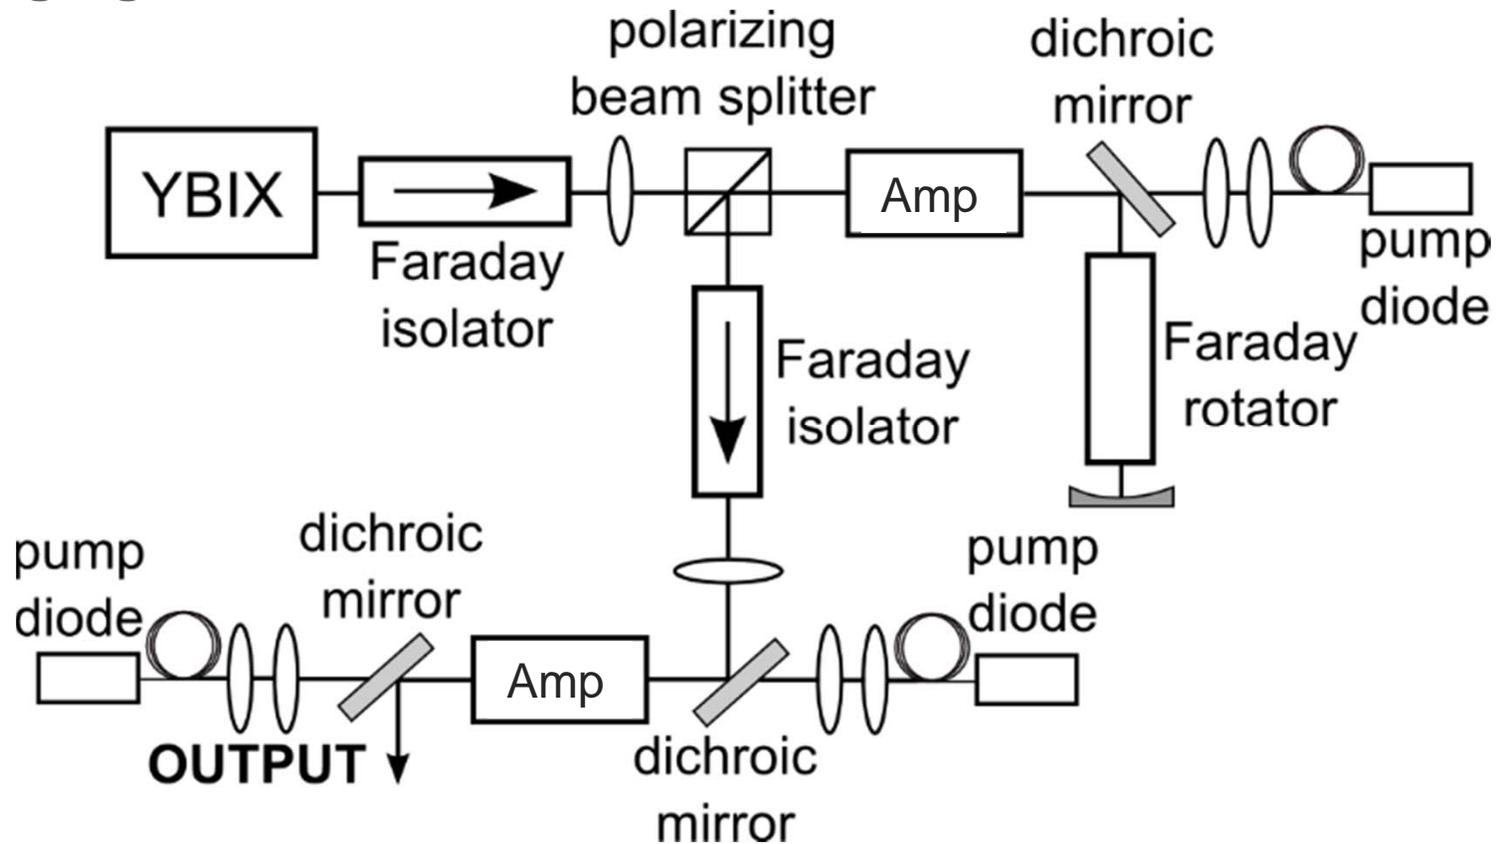 polarizing
beam splitter
dichroic
mirror
YBIX
Amp
Faraday
isolator
pump
diode
Faraday
isolator
Faraday
rotator
pump
diode
dichroic
mirror
pump
diode
Amp
OUTPUT
dichroic
mirror